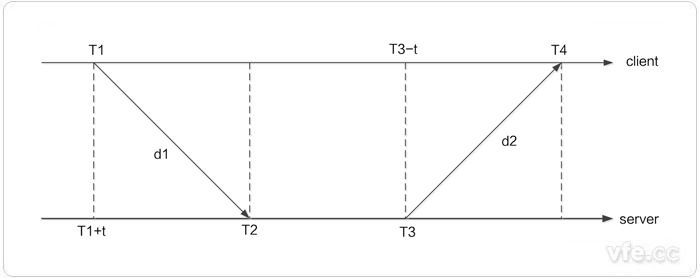 T1
T3−t
T4
client
d1
d2
T1+t
T2
T3
server
vfe.cc